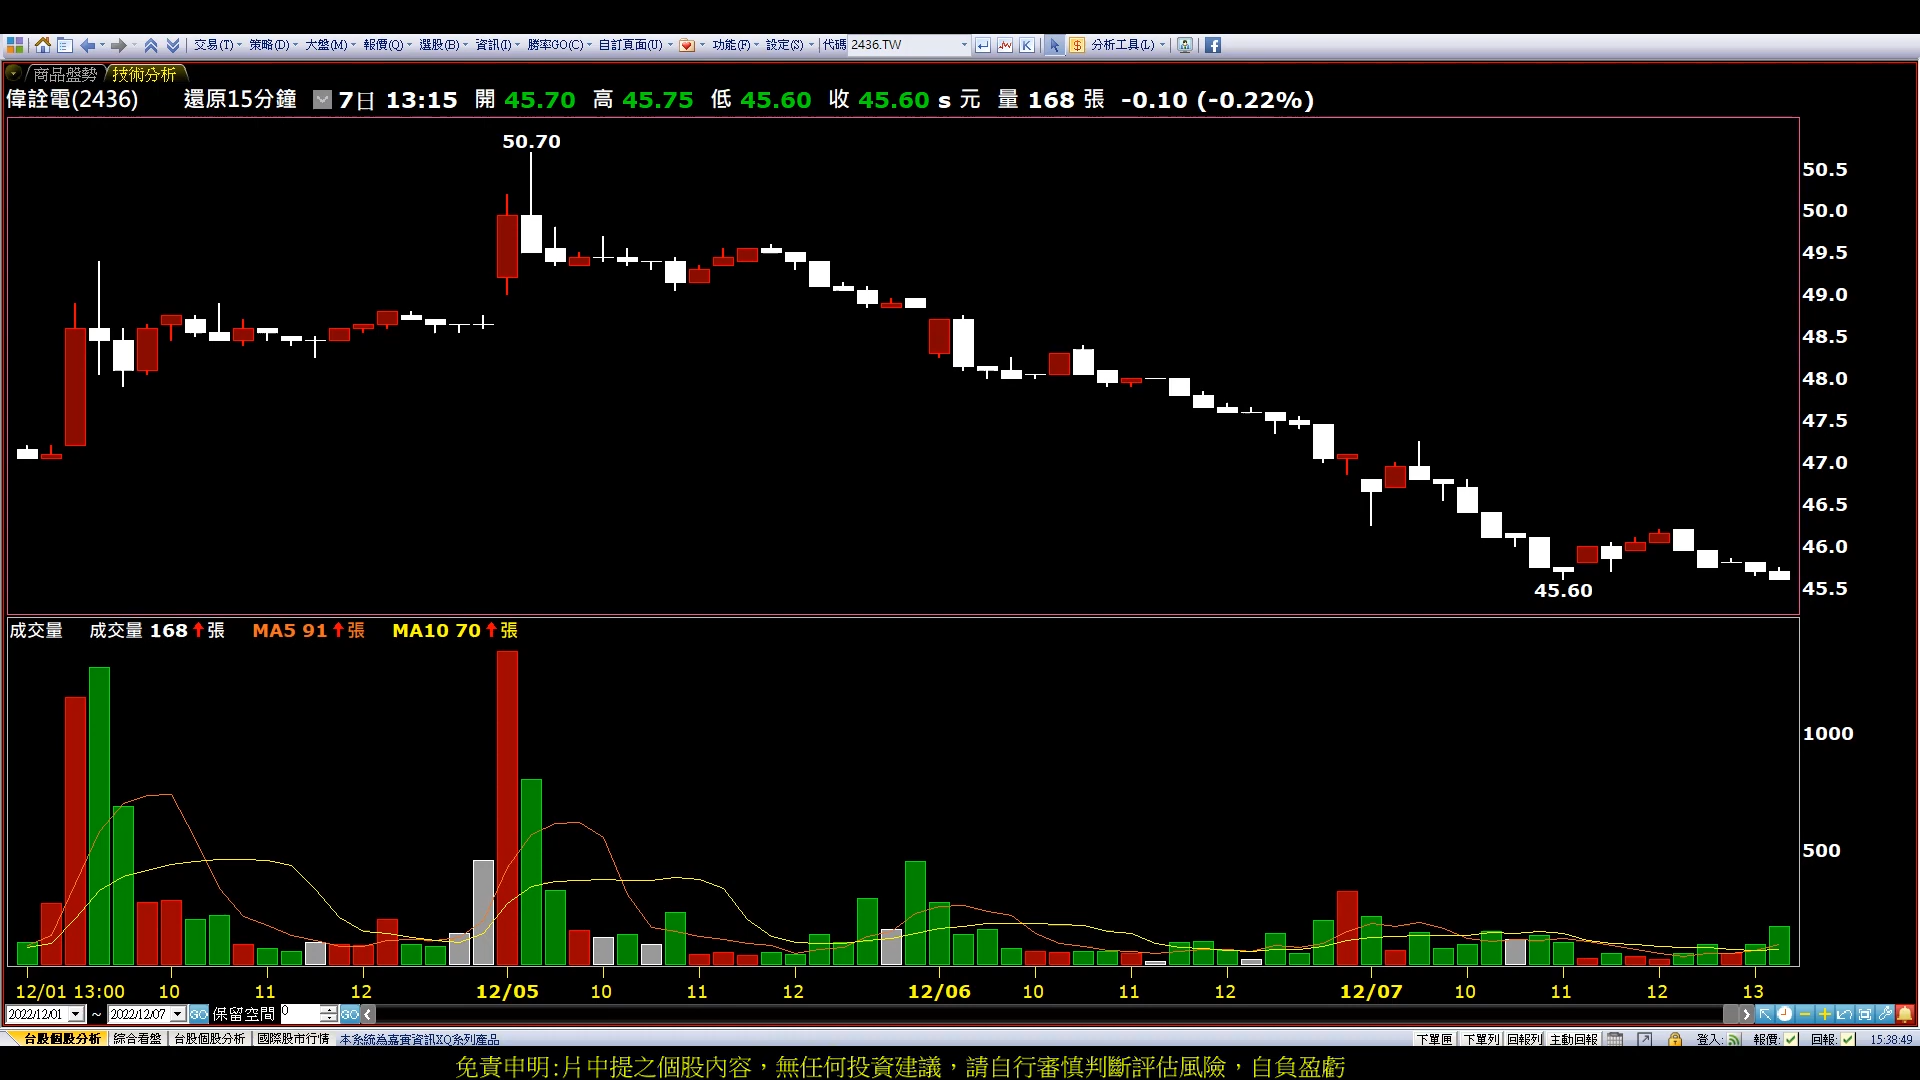 交易(T) 策略(D) 大盤(M) 報價(Q) 選股(B) 資訊(I) 勝率GO(C) 自訂頁面(U) 功能(F) 設定(S) 代碼 2436.TW K $ 分析工具(L)
商品盤勢 技術分析
偉詮電(2436) 還原15分鐘 7日 13:15 開 45.70 高 45.75 低 45.60 收 45.60 s 元 量 168 張 -0.10 (-0.22%)
50.70
50.5
50.0
49.5
49.0
48.5
48.0
47.5
47.0
46.5
46.0
45.5
45.60
成交量 成交量 168 張 MA5 91 張 MA10 70 張
1000
500
12/01 13:00 10 11 12 12/05 10 11 12 12/06 10 11 12 12/07 10 11 12 13
2022/12/01 ~ 2022/12/07 GO 保留空間 0 GO
台股個股分析 綜合看盤 台股個股分析 國際股市行情 本系統為嘉實資訊XQ系列產品 下單匣 下單列 回報列 主動回報 登入: 報價: 回報: 15:38:49
免責申明:片中提之個股內容，無任何投資建議，請自行審慎判斷評估風險，自負盈虧